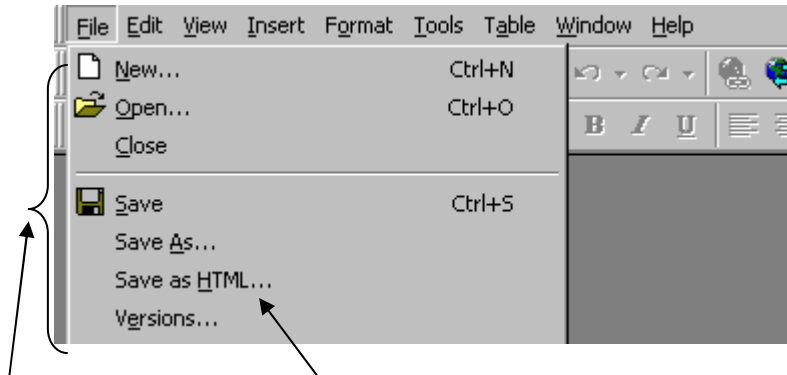 File Edit View Insert Format Tools Table Window Help
New... Ctrl+N
Open... Ctrl+O
Close
B I U
Save Ctrl+S
Save As...
Save as HTML...
Versions...